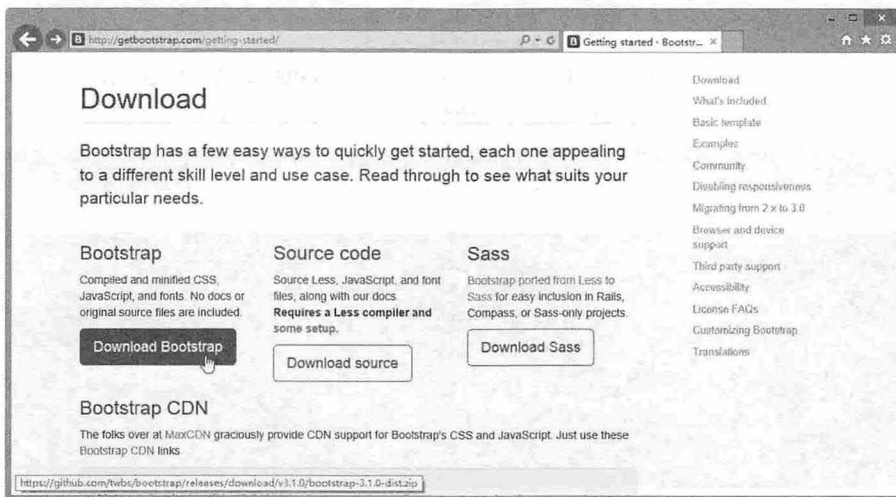 http://getbootstrap.com/getting-started/
Getting started · Bootstr...
Download
Bootstrap has a few easy ways to quickly get started, each one appealing
to a different skill level and use case. Read through to see what suits your
particular needs.
Bootstrap
Compiled and minified CSS,
JavaScript, and fonts. No docs or
original source files are included.
Download Bootstrap
Source code
Source Less, JavaScript, and font
files, along with our docs.
Requires a Less compiler and
some setup.
Download source
Sass
Bootstrap ported from Less to
Sass for easy inclusion in Rails,
Compass, or Sass-only projects.
Download Sass
Bootstrap CDN
The folks over at MaxCDN graciously provide CDN support for Bootstrap's CSS and JavaScript. Just use these
Bootstrap CDN links.
Download
What's included
Basic template
Examples
Community
Disabling responsiveness
Migrating from 2.x to 3.0
Browser and device
support
Third party support
Accessibility
License FAQs
Customizing Bootstrap
Translations
https://github.com/twbs/bootstrap/releases/download/v3.1.0/bootstrap-3.1.0-dist.zip